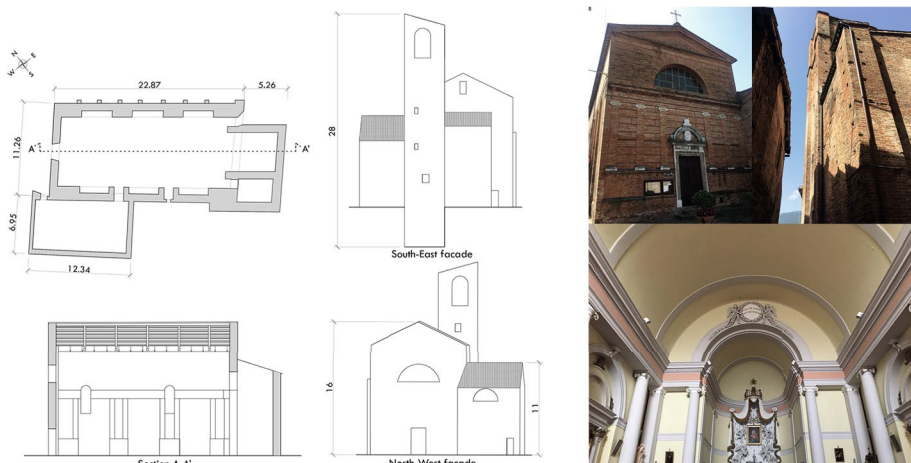 N
E
W
S
22.87
5.26
11.26
A
A'
6.95
12.34
28
South-East facade
Section A-A'
16
11
North-West facade